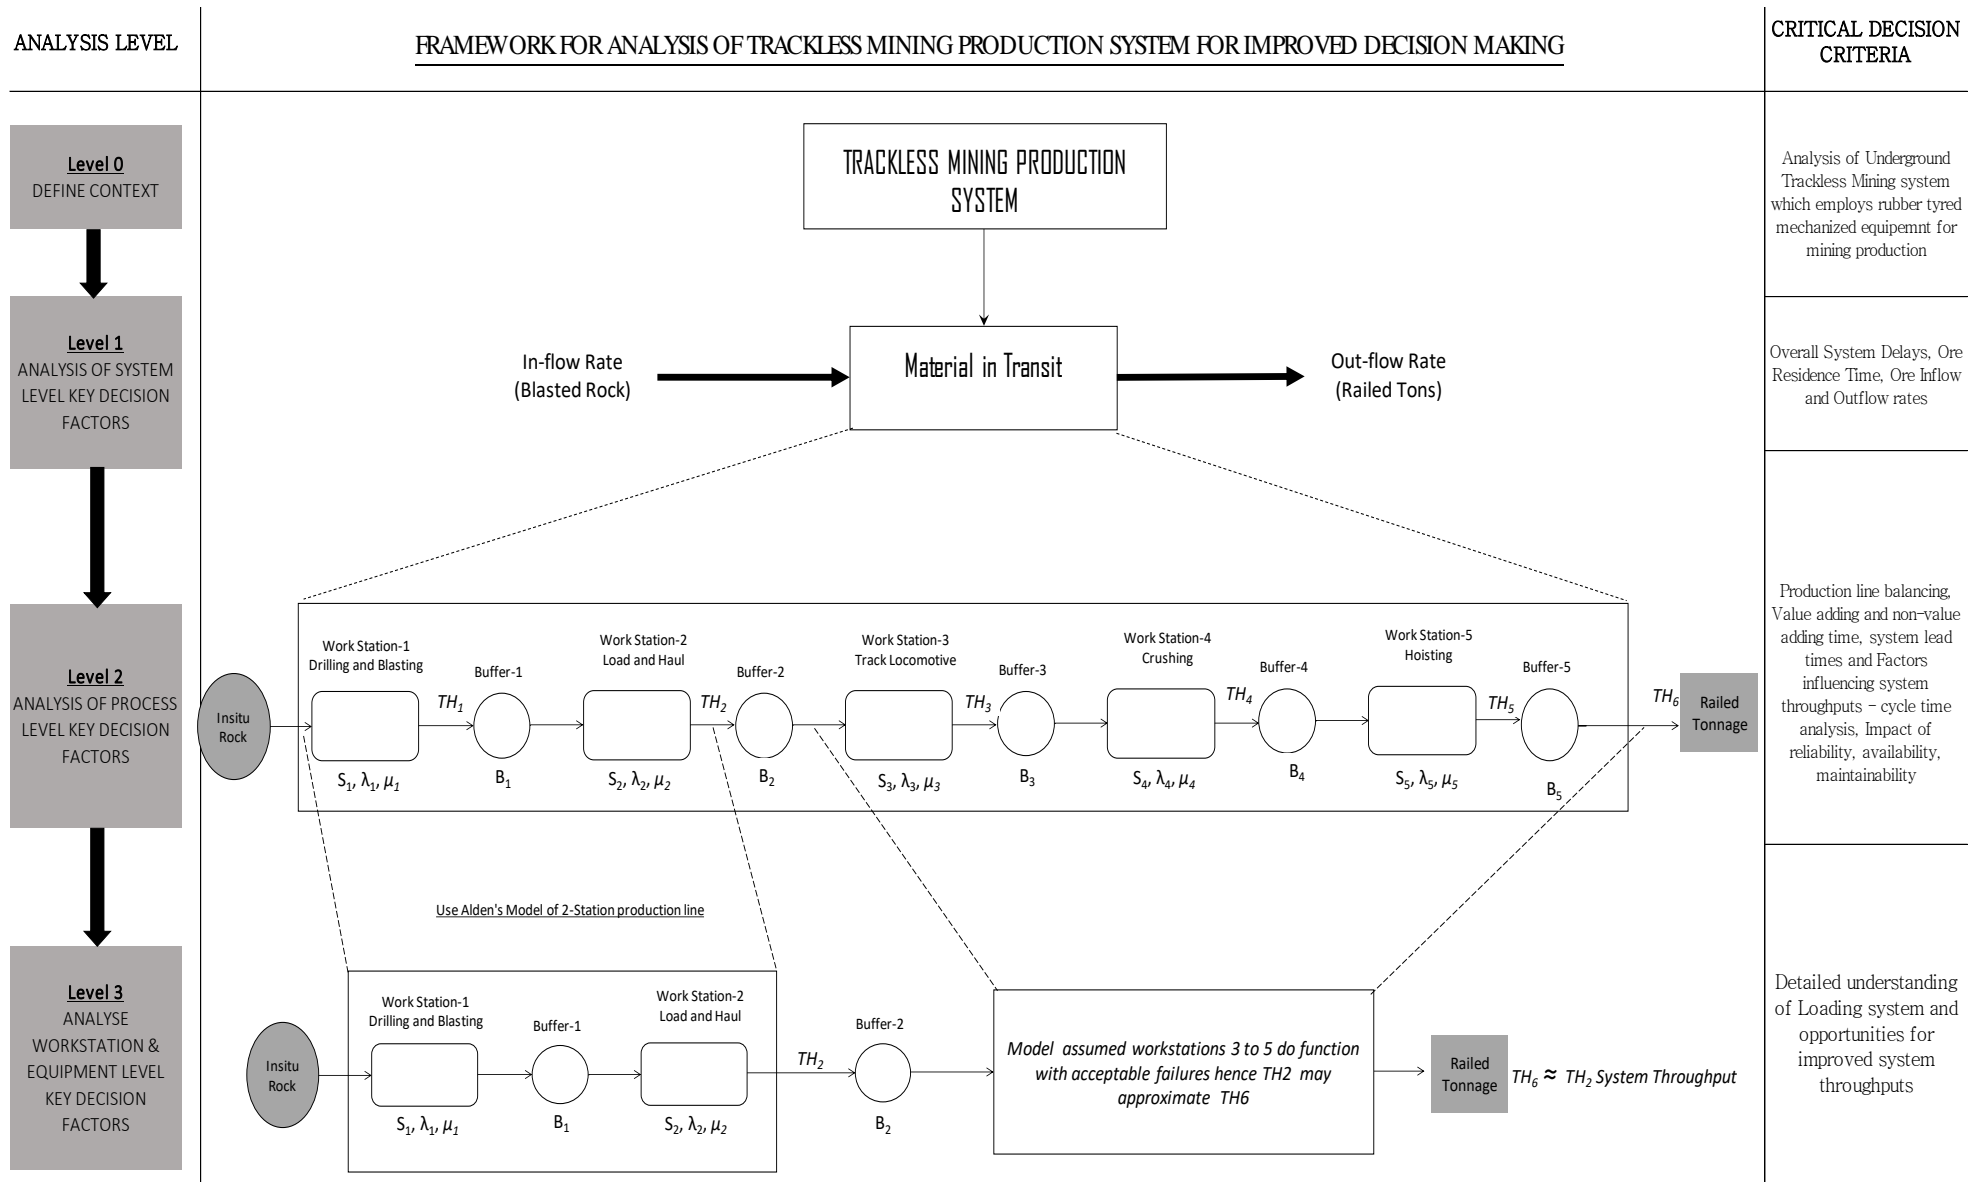 ANALYSIS LEVEL
FRAMEWORK FOR ANALYSIS OF TRACKLESS MINING PRODUCTION SYSTEM FOR IMPROVED DECISION MAKING
CRITICAL DECISION
CRITERIA
Level 0
DEFINE CONTEXT
TRACKLESS MINING PRODUCTION
SYSTEM
Analysis of Underground
Trackless Mining system
which employs rubber tyred
mechanized equipemnt for
mining production
Level 1
ANALYSIS OF SYSTEM
LEVEL KEY DECISION
FACTORS
In-flow Rate
(Blasted Rock)
Material in Transit
Out-flow Rate
(Railed Tons)
Overall System Delays, Ore
Residence Time, Ore Inflow
and Outflow rates
Level 2
ANALYSIS OF PROCESS
LEVEL KEY DECISION
FACTORS
Insitu
Rock
Work Station-1
Drilling and Blasting
S1, λ1, μ1
TH1
Buffer-1
B1
Work Station-2
Load and Haul
S2, λ2, μ2
TH2
Buffer-2
B2
Work Station-3
Track Locomotive
S3, λ3, μ3
TH3
Buffer-3
B3
Work Station-4
Crushing
S4, λ4, μ4
TH4
Buffer-4
B4
Work Station-5
Hoisting
S5, λ5, μ5
TH5
Buffer-5
B5
TH6
Railed
Tonnage
Production line balancing,
Value adding and non-value
adding time, system lead
times and Factors
influencing system
throughputs - cycle time
analysis, Impact of
reliability, availability,
maintainability
Use Alden's Model of 2-Station production line
Level 3
ANALYSE
WORKSTATION &
EQUIPMENT LEVEL
KEY DECISION
FACTORS
Insitu
Rock
Work Station-1
Drilling and Blasting
S1, λ1, μ1
Buffer-1
B1
Work Station-2
Load and Haul
S2, λ2, μ2
TH2
Buffer-2
B2
Model assumed workstations 3 to 5 do function
with acceptable failures hence TH2 may
approximate TH6
Railed
Tonnage
TH6 ≈ TH2 System Throughput
Detailed understanding
of Loading system and
opportunities for
improved system
throughputs